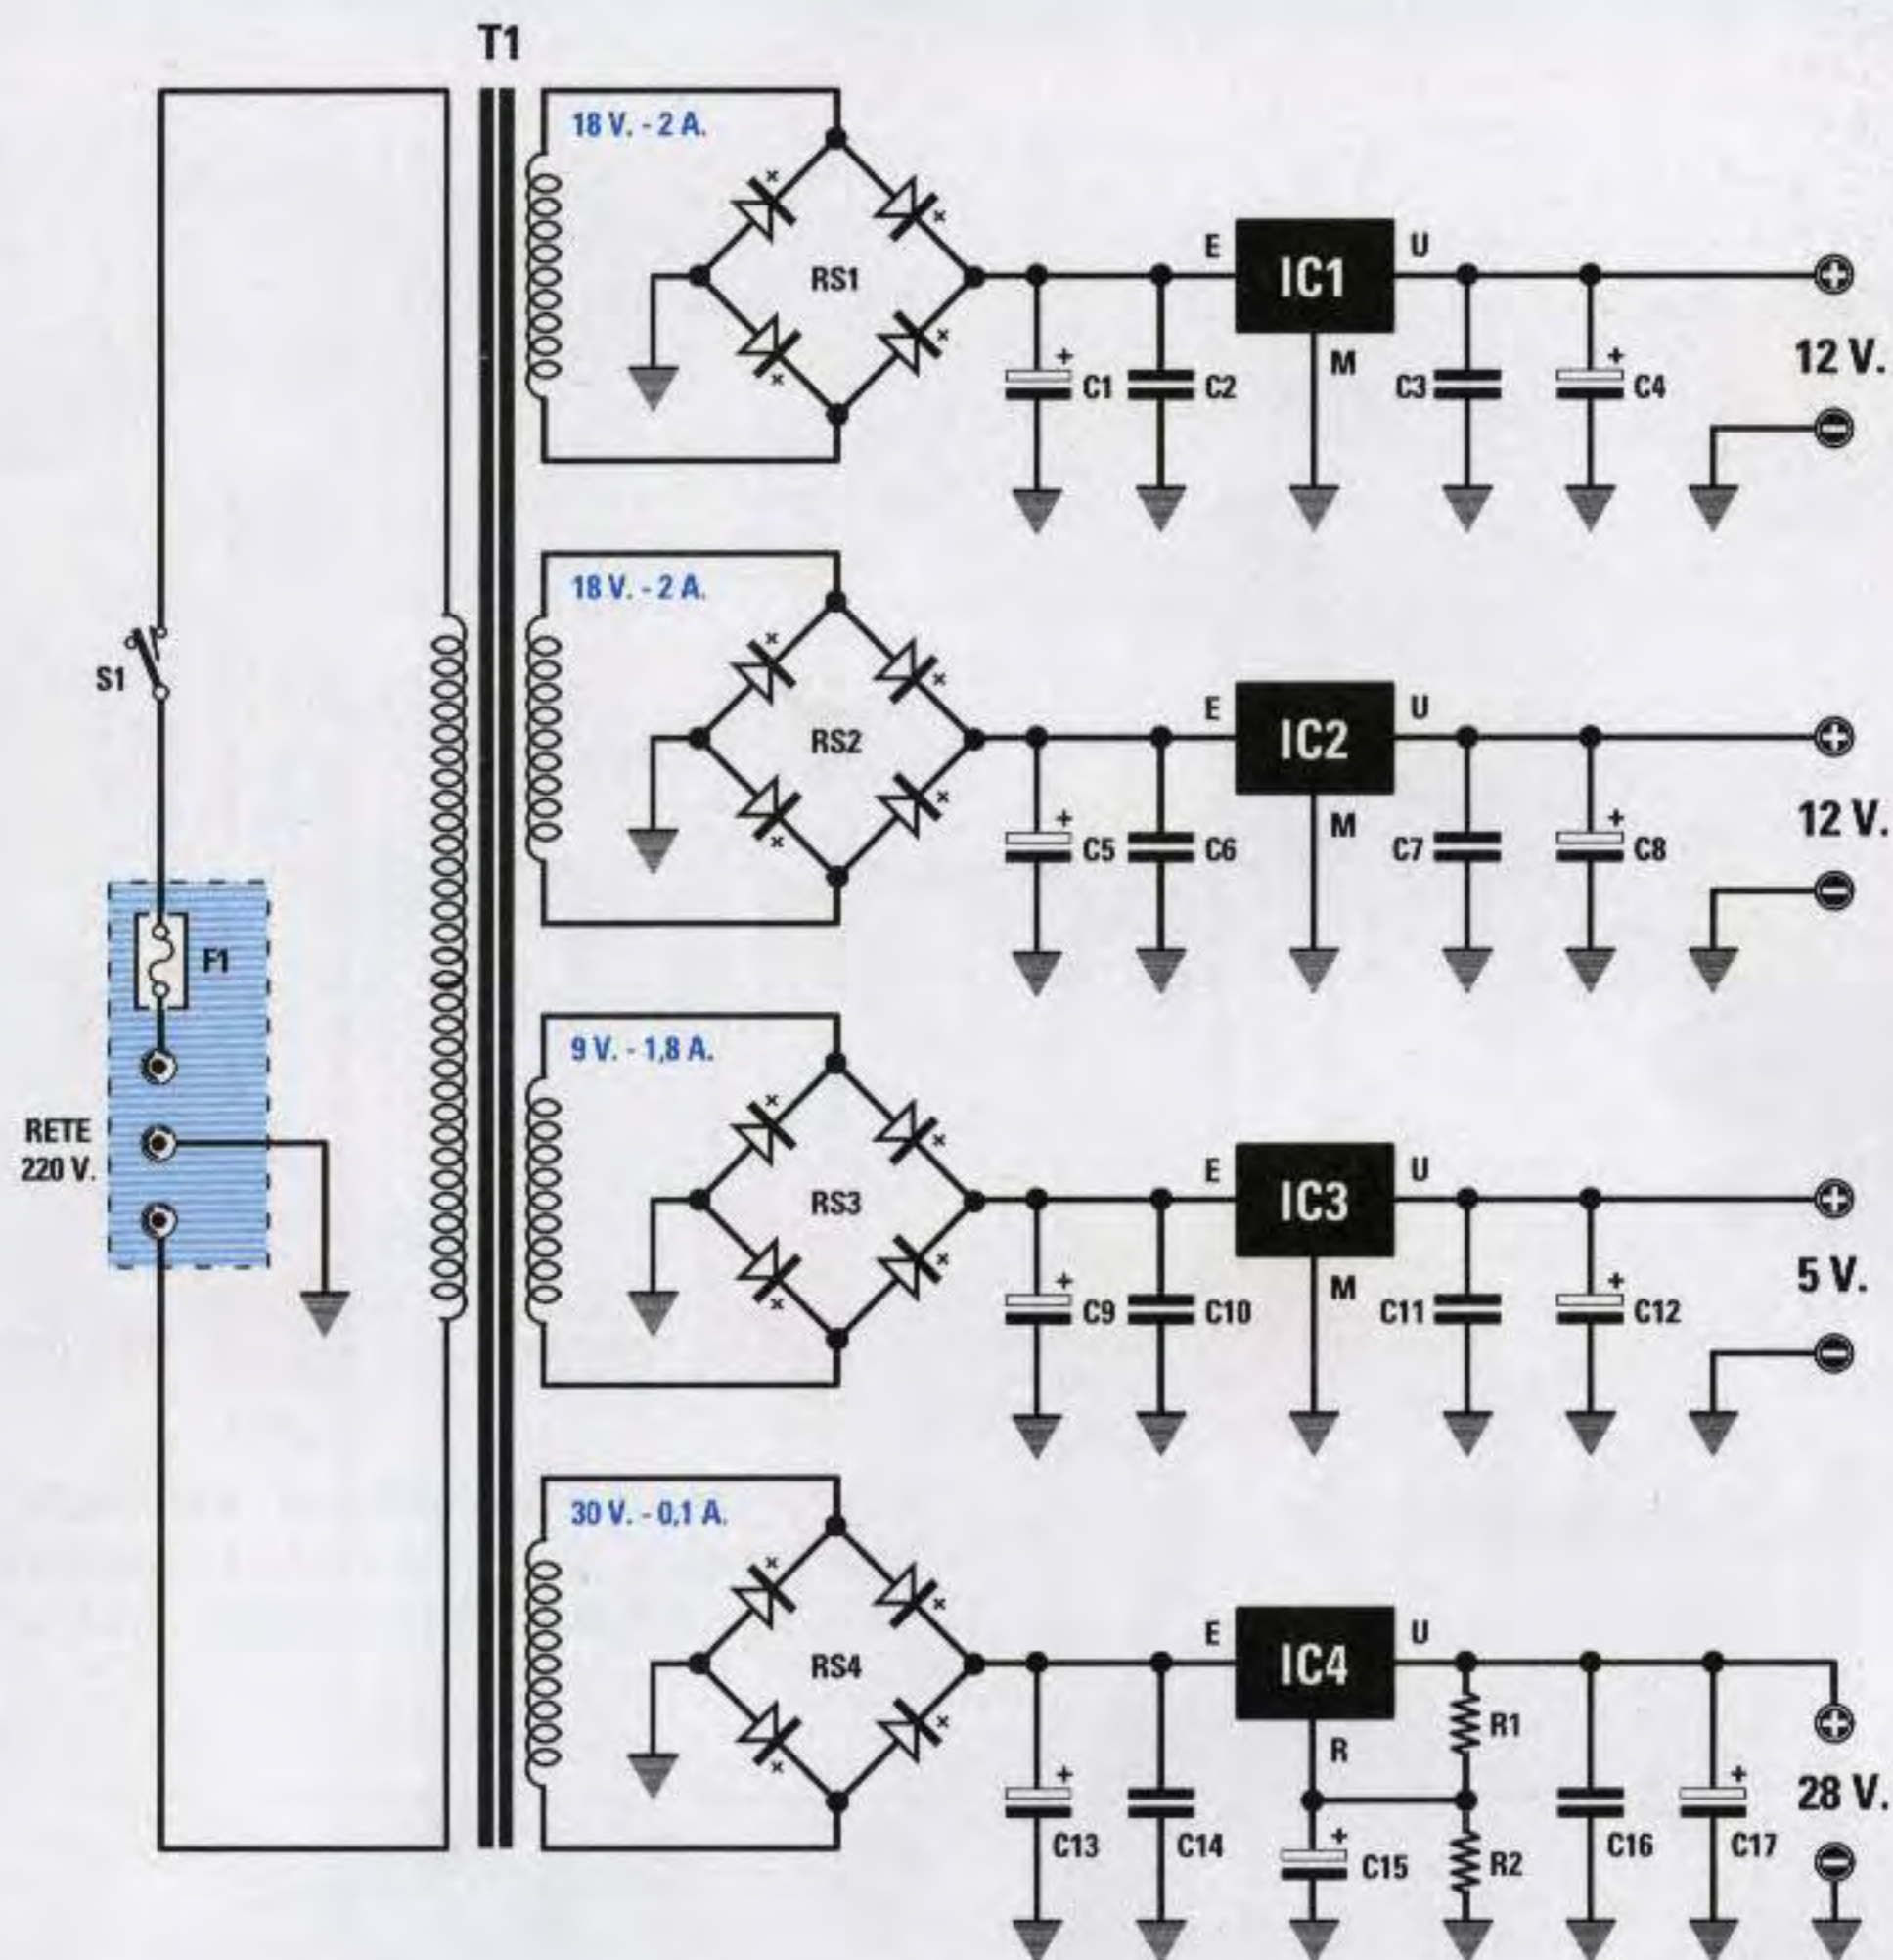 T1
18 V. - 2 A.
RS1
E
IC1
U
M
+
C1
C2
C3
+
C4
12 V.
18 V. - 2 A.
S1
RS2
E
IC2
U
M
+
C5
C6
C7
+
C8
12 V.
F1
RETE
220 V.
9 V. - 1,8 A.
RS3
E
IC3
U
M
+
C9
C10
C11
+
C12
5 V.
30 V. - 0,1 A.
RS4
E
IC4
U
R
R1
+
C13
C14
+
C15
R2
C16
+
C17
28 V.